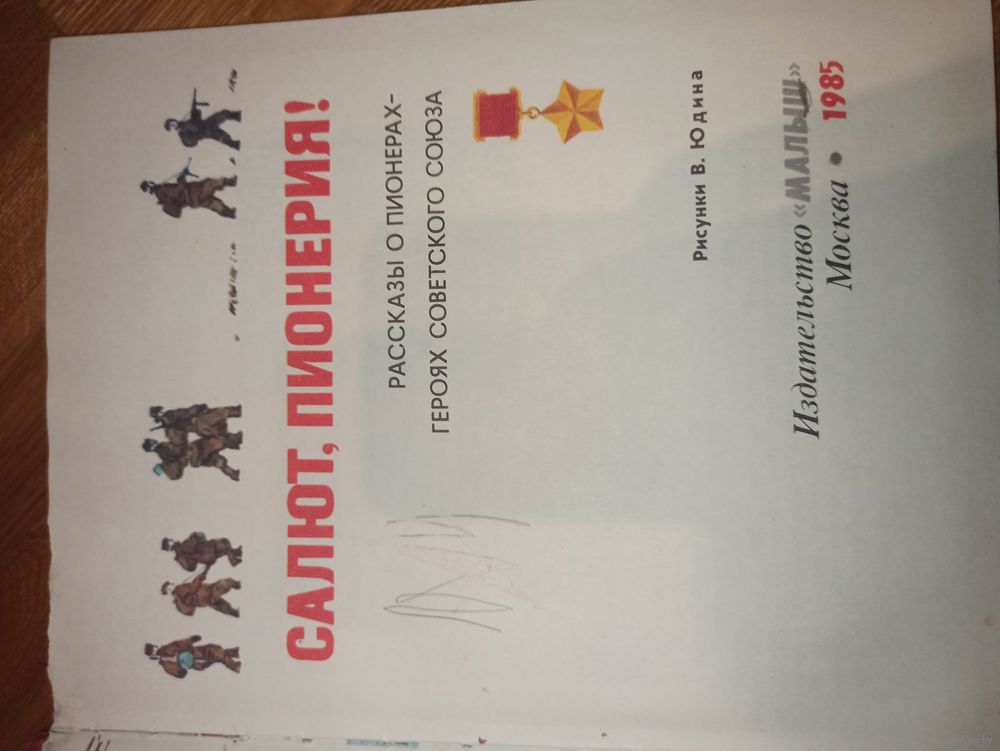 САЛЮТ, ПИОНЕРИЯ!
РАССКАЗЫ О ПИОНЕРАХ-
ГЕРОЯХ СОВЕТСКОГО СОЮЗА
Рисунки В. Юдина
Издательство «МАЛЫШ»
Москва • 1985